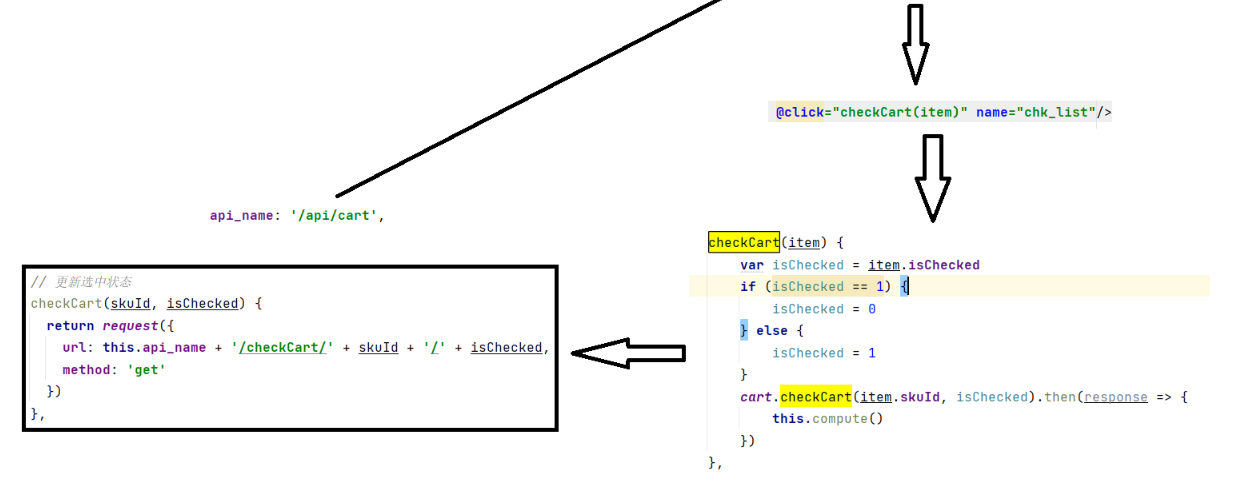 @click="checkCart(item)" name="chk_list"/>
api_name: '/api/cart',
// 更新选中状态
checkCart(skuId, isChecked) {
return request({
url: this.api_name + '/checkCart/' + skuId + '/' + isChecked,
method: 'get'
})
},
checkCart(item) {
var isChecked = item.isChecked
if (isChecked == 1) {
isChecked = 0
} else {
isChecked = 1
}
cart.checkCart(item.skuId, isChecked).then(response => {
this.compute()
})
},